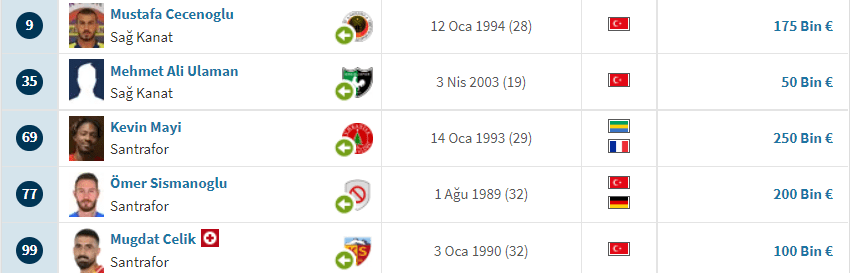 9
Mustafa Cecenoglu
Sağ Kanat
12 Oca 1994 (28)
175 Bin €
35
Mehmet Ali Ulaman
Sağ Kanat
3 Nis 2003 (19)
50 Bin €
69
Kevin Mayi
Santrafor
14 Oca 1993 (29)
250 Bin €
77
Ömer Sismanoglu
Santrafor
1 Ağu 1989 (32)
200 Bin €
99
Mugdat Celik
Santrafor
3 Oca 1990 (32)
100 Bin €